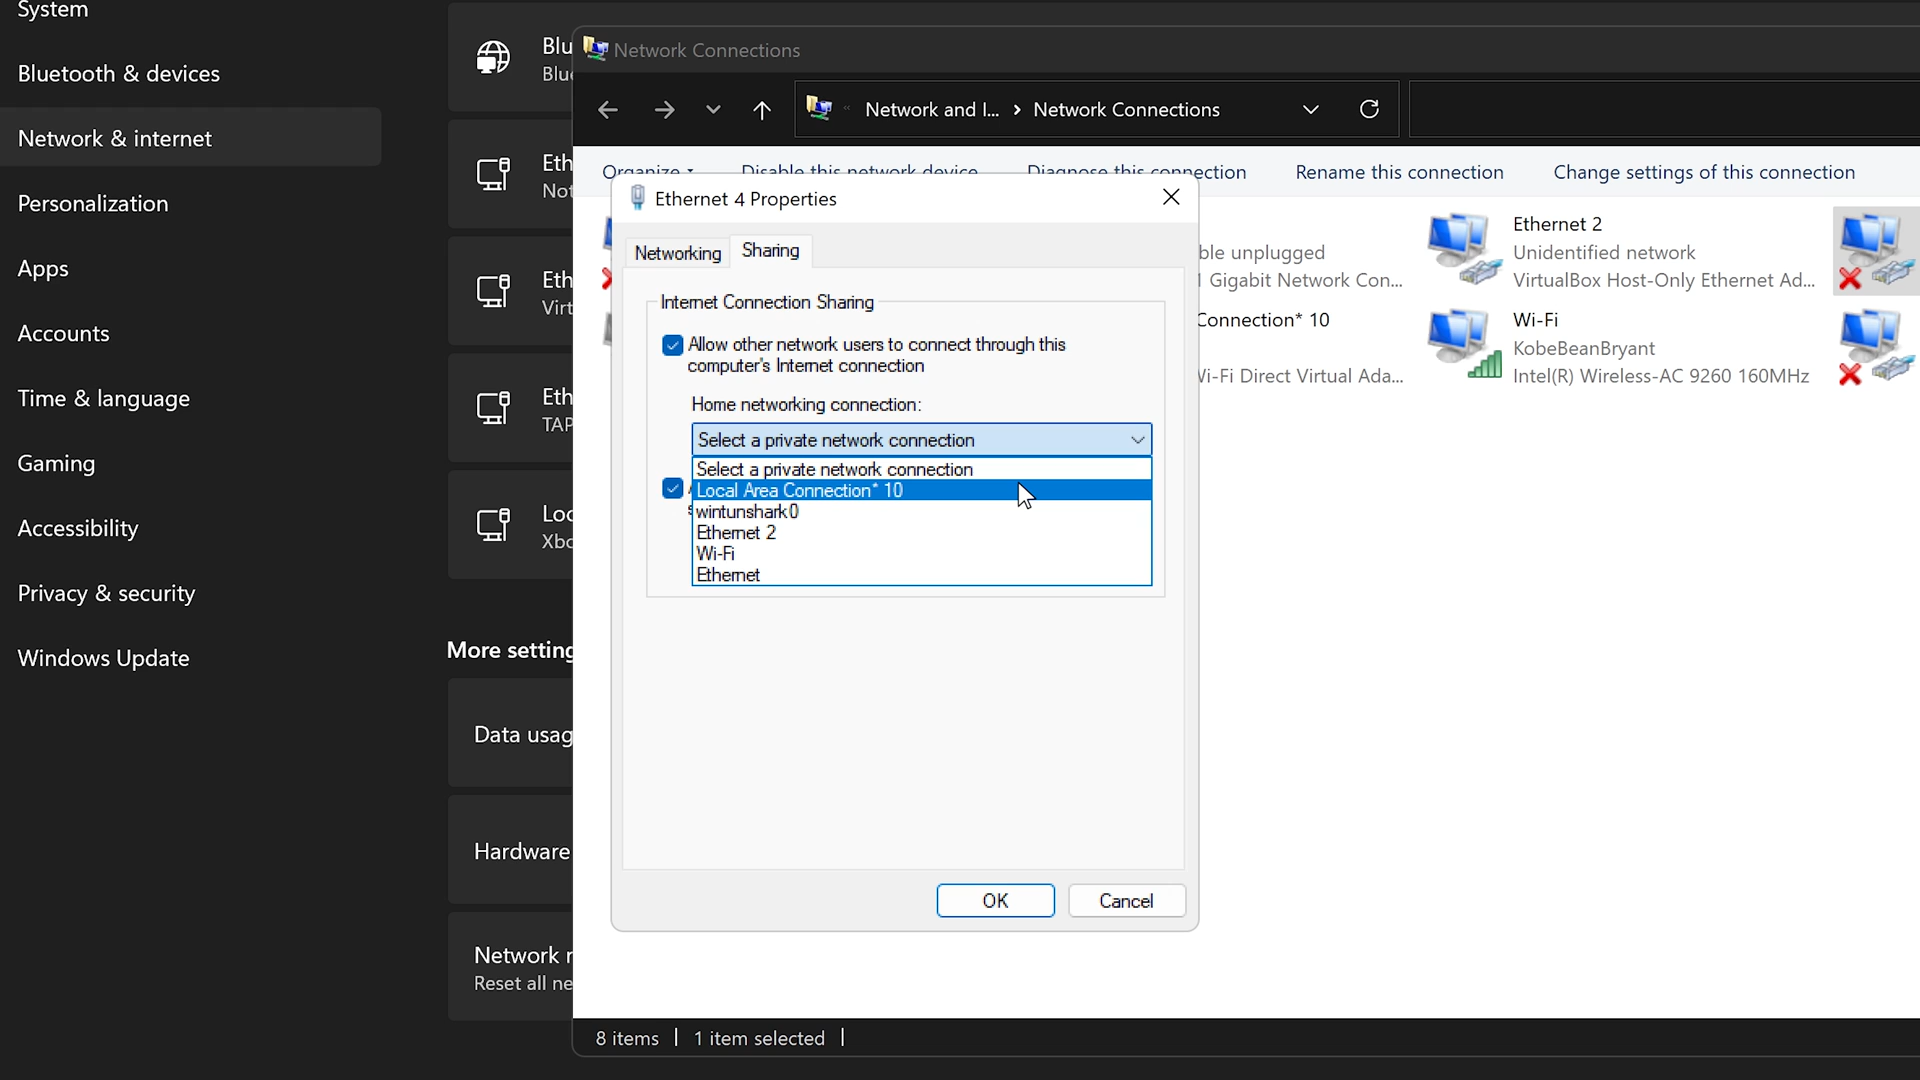 System
Bluetooth & devices
Network & internet
Personalization
Apps
Accounts
Time & language
Gaming
Accessibility
Privacy & security
Windows Update
Blu
Blu
Eth
Not
Eth
Virt
Eth
TAP
Loc
Xbo
More setting
Data usag
Hardware
Network r
Reset all ne
Network Connections
« Network and I... > Network Connections
Organize Disable this network device Diagnose this connection Rename this connection Change settings of this connection
Ethernet 4 Properties
Networking Sharing
Internet Connection Sharing
Allow other network users to connect through this
computer's Internet connection
Home networking connection:
Select a private network connection
Select a private network connection
Local Area Connection* 10
wintunshark0
Ethernet 2
Wi-Fi
Ethernet
OK Cancel
ble unplugged
Gigabit Network Con...
Connection* 10
Wi-Fi Direct Virtual Ada...
Ethernet 2
Unidentified network
VirtualBox Host-Only Ethernet Ad...
Wi-Fi
KobeBeanBryant
Intel(R) Wireless-AC 9260 160MHz
8 items | 1 item selected |